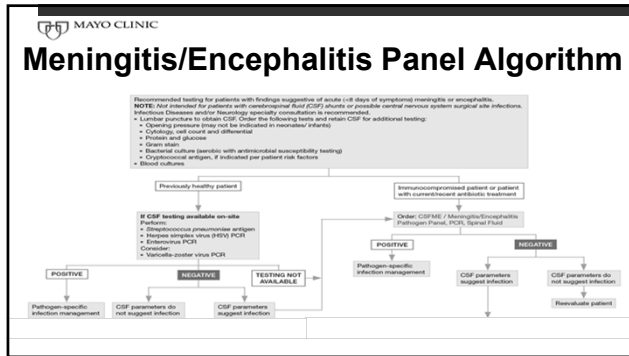 MAYO CLINIC
Meningitis/Encephalitis Panel Algorithm
Recommended testing for patients with findings suggestive of acute (<8 days of symptoms) meningitis or encephalitis.
NOTE: Not intended for patients with cerebrospinal fluid (CSF) shunts or possible central nervous system surgical site infections.
Infectious Diseases and/or Neurology specialty consultation is recommended.
• Lumbar puncture to obtain CSF. Order the following tests and retain CSF for additional testing:
• Opening pressure (may not be indicated in neonates/ infants)
• Cytology, cell count and differential
• Protein and glucose
• Gram stain
• Bacterial culture (aerobic with antimicrobial susceptibility testing)
• Cryptococcal antigen, if indicated per patient risk factors
• Blood cultures
Previously healthy patient
Immunocompromised patient or patient
with current/recent antibiotic treatment
If CSF testing available on-site
Perform:
• Streptococcus pneumoniae antigen
• Herpes simplex virus (HSV) PCR
• Enterovirus PCR
Consider:
• Varicella-zoster virus PCR
Order: CSFME / Meningitis/Encephalitis
Pathogen Panel, PCR, Spinal Fluid
POSITIVE
NEGATIVE
TESTING NOT
AVAILABLE
POSITIVE
NEGATIVE
Pathogen-specific
infection management
CSF parameters
suggest infection
CSF parameters do
not suggest infection
Reevaluate patient
Pathogen-specific
infection management
CSF parameters do
not suggest infection
CSF parameters
suggest infection